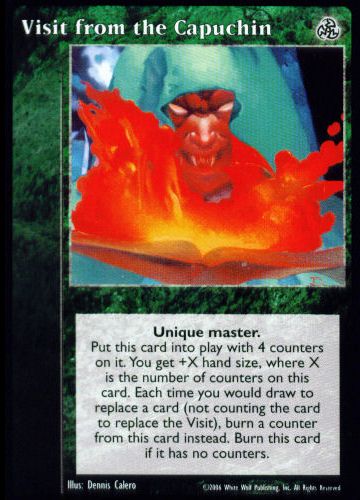 Visit from the Capuchin
Unique master.
Put this card into play with 4 counters
on it. You get +X hand size, where X
is the number of counters on this
card. Each time you would draw to
replace a card (not counting the card
to replace the Visit), burn a counter
from this card instead. Burn this card
if it has no counters.
Illus: Dennis Calero
©2006 White Wolf Publishing, Inc. All Rights Reserved.